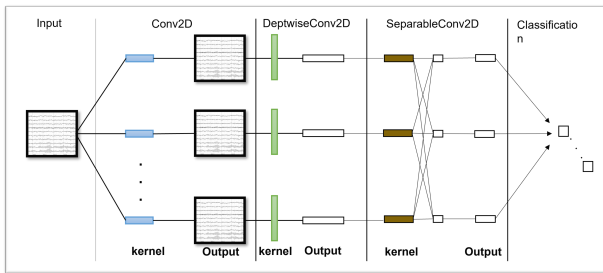 Input
Conv2D
DeptwiseConv2D
SeparableConv2D
Classificatio
n
kernel
Output
kernel
Output
kernel
Output